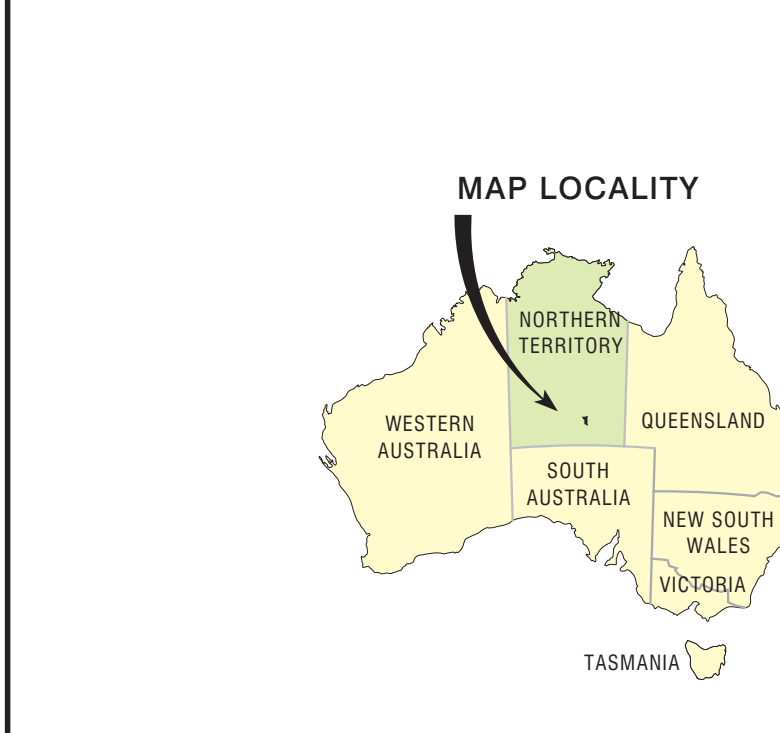 MAP LOCALITY
NORTHERN
TERRITORY
WESTERN
AUSTRALIA
QUEENSLAND
SOUTH
AUSTRALIA
NEW SOUTH
WALES
VICTORIA
TASMANIA